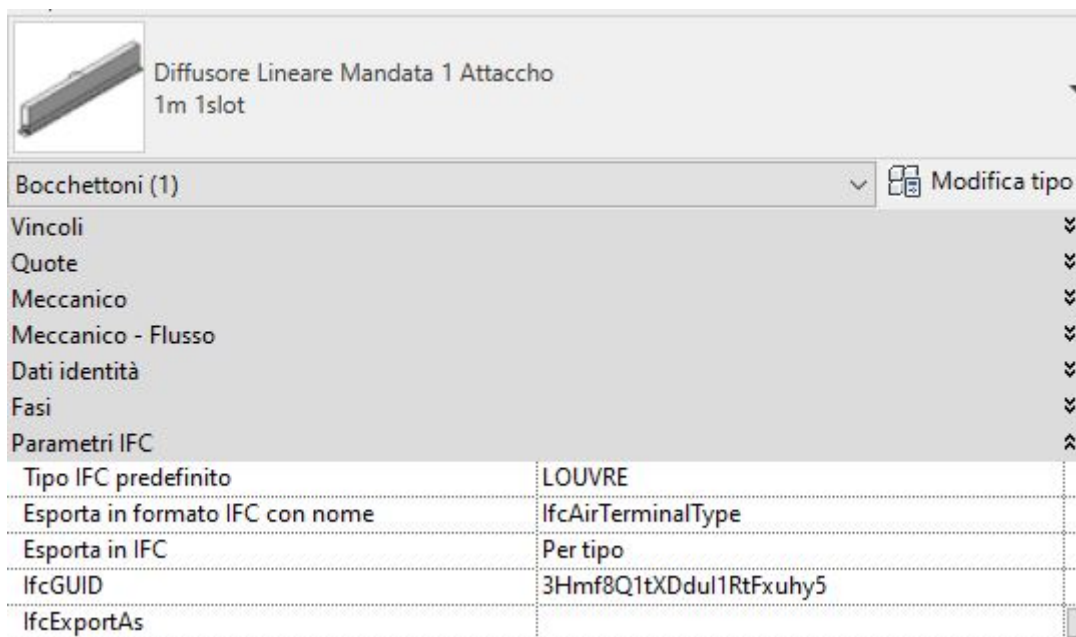 Diffusore Lineare Mandata 1 Attaccho
1m 1slot
Bocchettoni (1)
Modifica tipo
Vincoli
Quote
Meccanico
Meccanico - Flusso
Dati identità
Fasi
Parametri IFC
Tipo IFC predefinito LOUVRE
Esporta in formato IFC con nome IfcAirTerminalType
Esporta in IFC Per tipo
IfcGUID 3Hmf8Q1tXDduI1RtFxuhy5
IfcExportAs